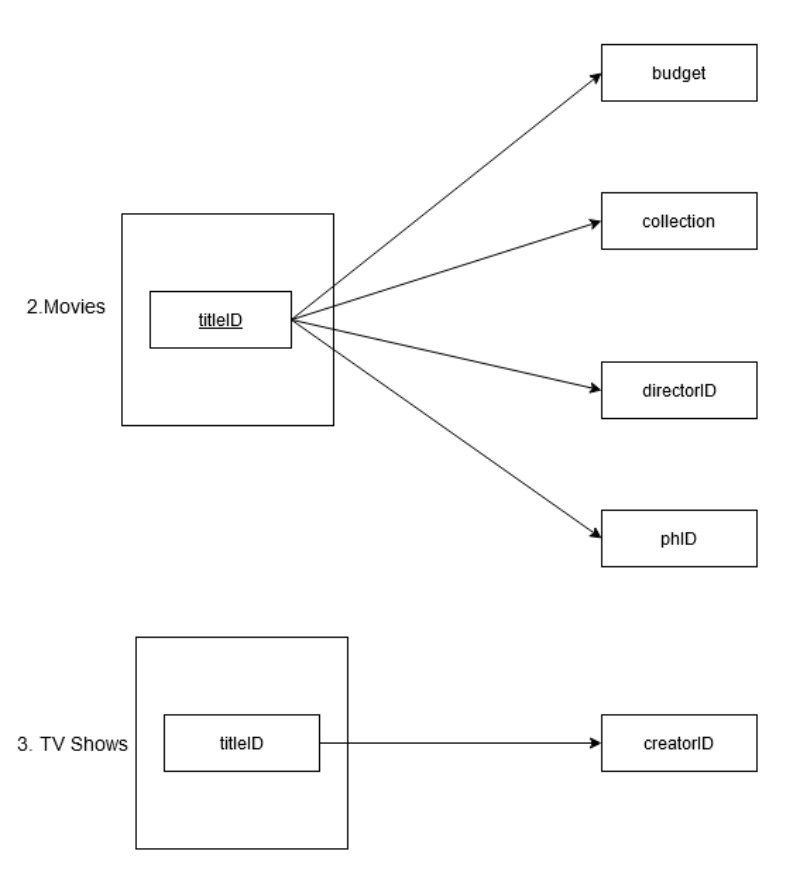 budget
collection
2.Movies
titleID
directorID
phID
3. TV Shows
titleID
creatorID